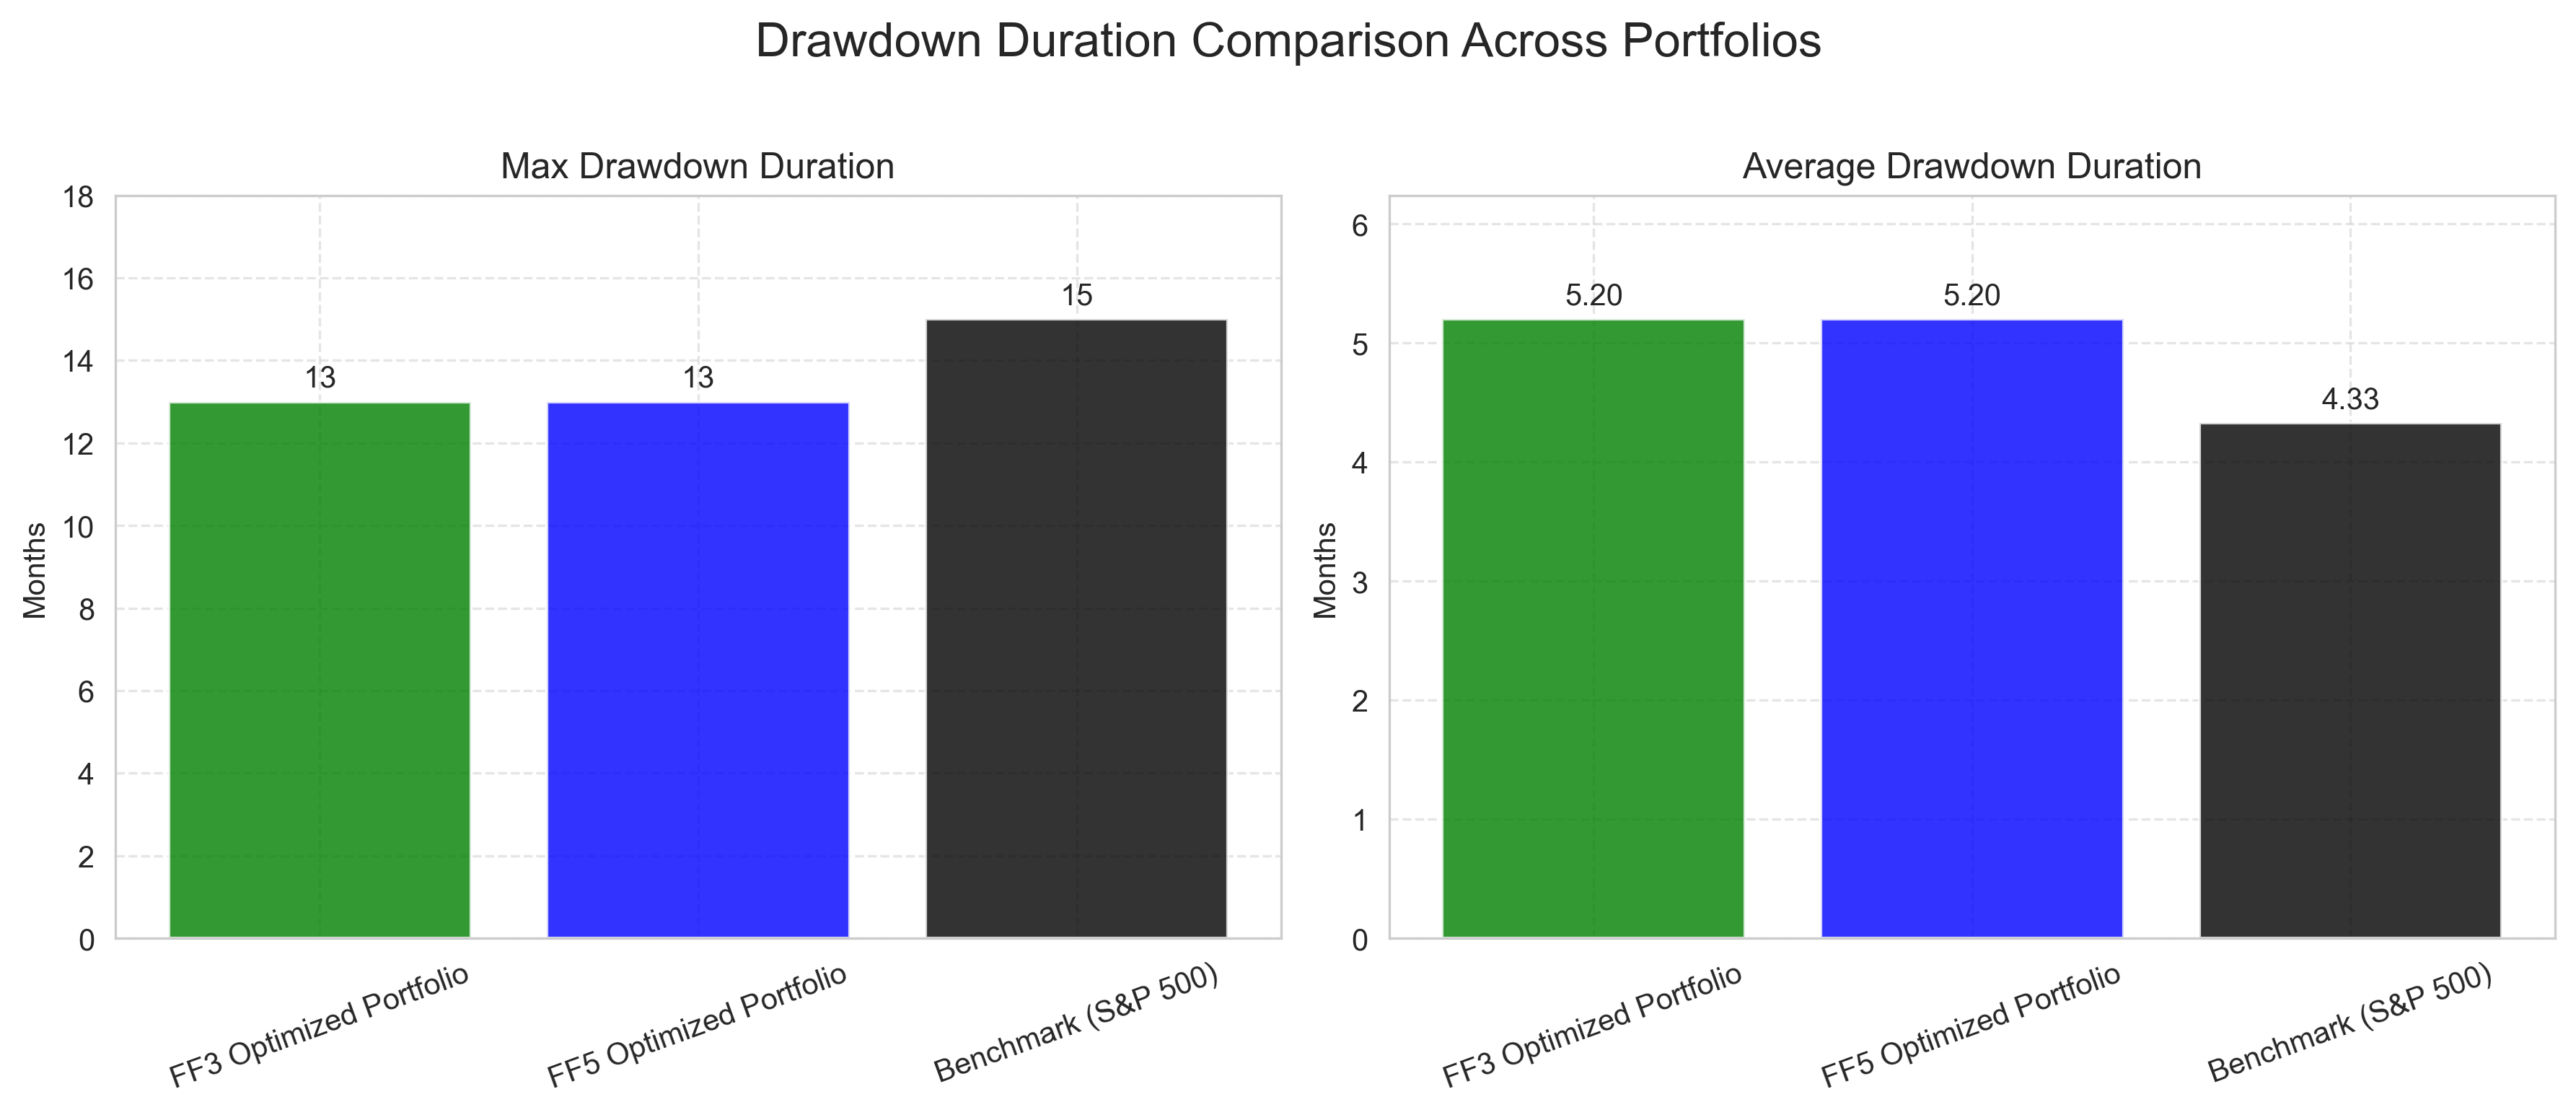 Drawdown Duration Comparison Across Portfolios
Max Drawdown Duration
18
16
14
12
10
8
6
4
2
0
Months
13
13
15
FF3 Optimized Portfolio
FF5 Optimized Portfolio
Benchmark (S&P 500)
Average Drawdown Duration
6
5
4
3
2
1
0
Months
5.20
5.20
4.33
FF3 Optimized Portfolio
FF5 Optimized Portfolio
Benchmark (S&P 500)